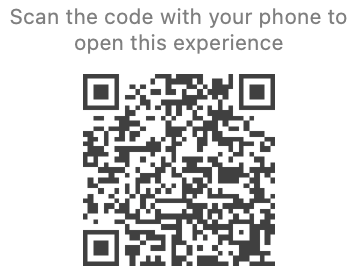 Scan the code with your phone to
open this experience